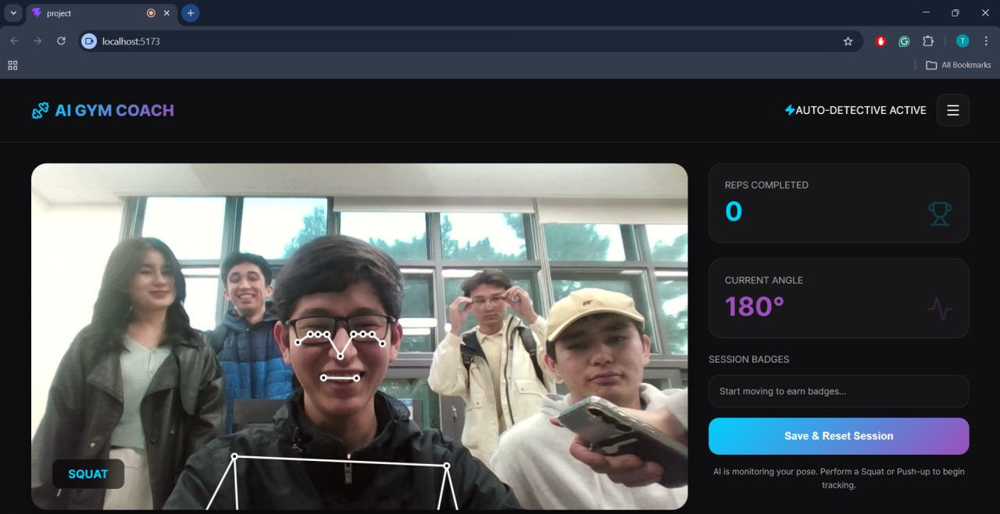 project
localhost:5173
T
All Bookmarks
AI GYM COACH
AUTO-DETECTIVE ACTIVE
REPS COMPLETED
0
CURRENT ANGLE
180°
SESSION BADGES
Start moving to earn badges...
Save & Reset Session
AI is monitoring your pose. Perform a Squat or Push-up to begin
tracking.
SQUAT